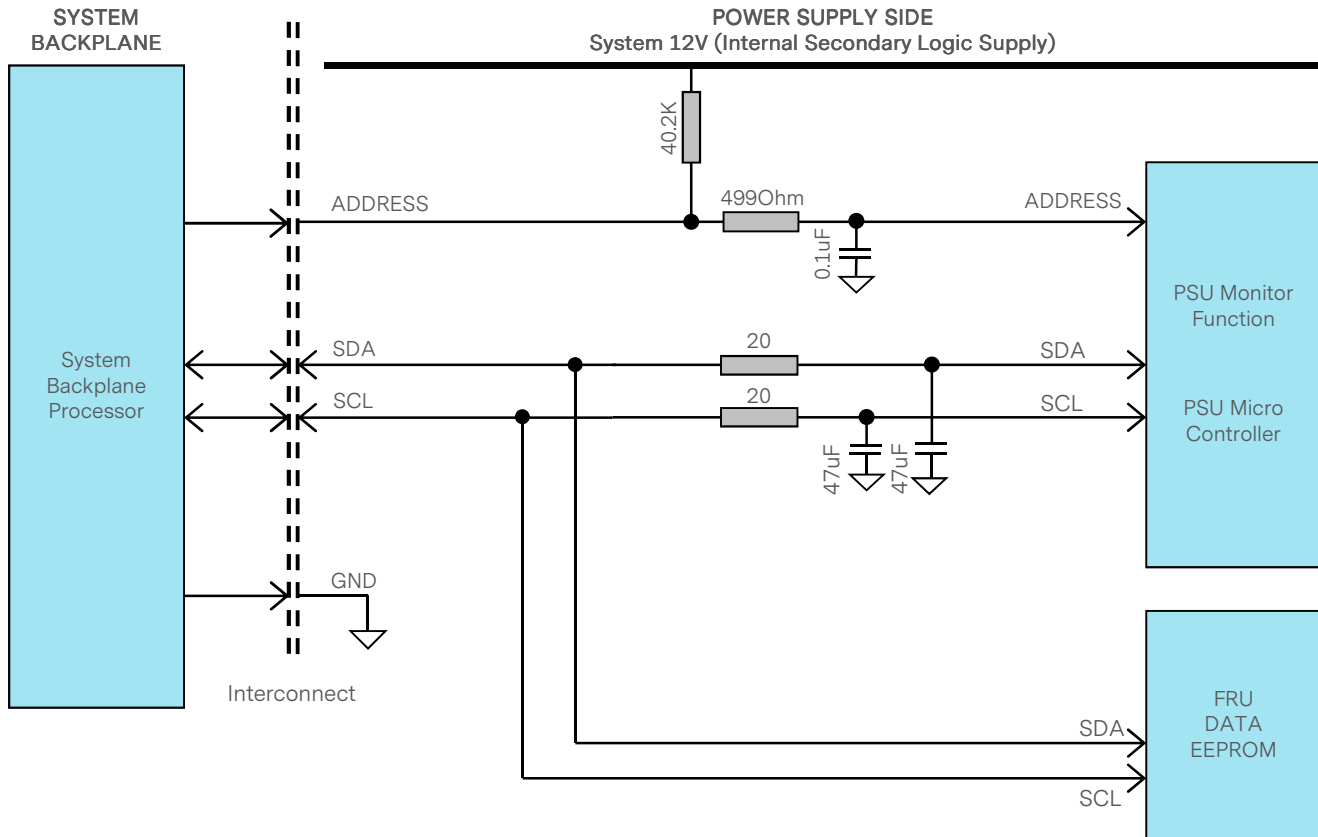 SYSTEM
BACKPLANE
POWER SUPPLY SIDE
System 12V (Internal Secondary Logic Supply)
40.2K
ADDRESS
499Ohm
ADDRESS
0.1uF
PSU Monitor
Function
System
Backplane
Processor
SDA
20
SDA
SCL
20
SCL
PSU Micro
Controller
47uF
47uF
GND
Interconnect
FRU
DATA
EEPROM
SDA
SCL